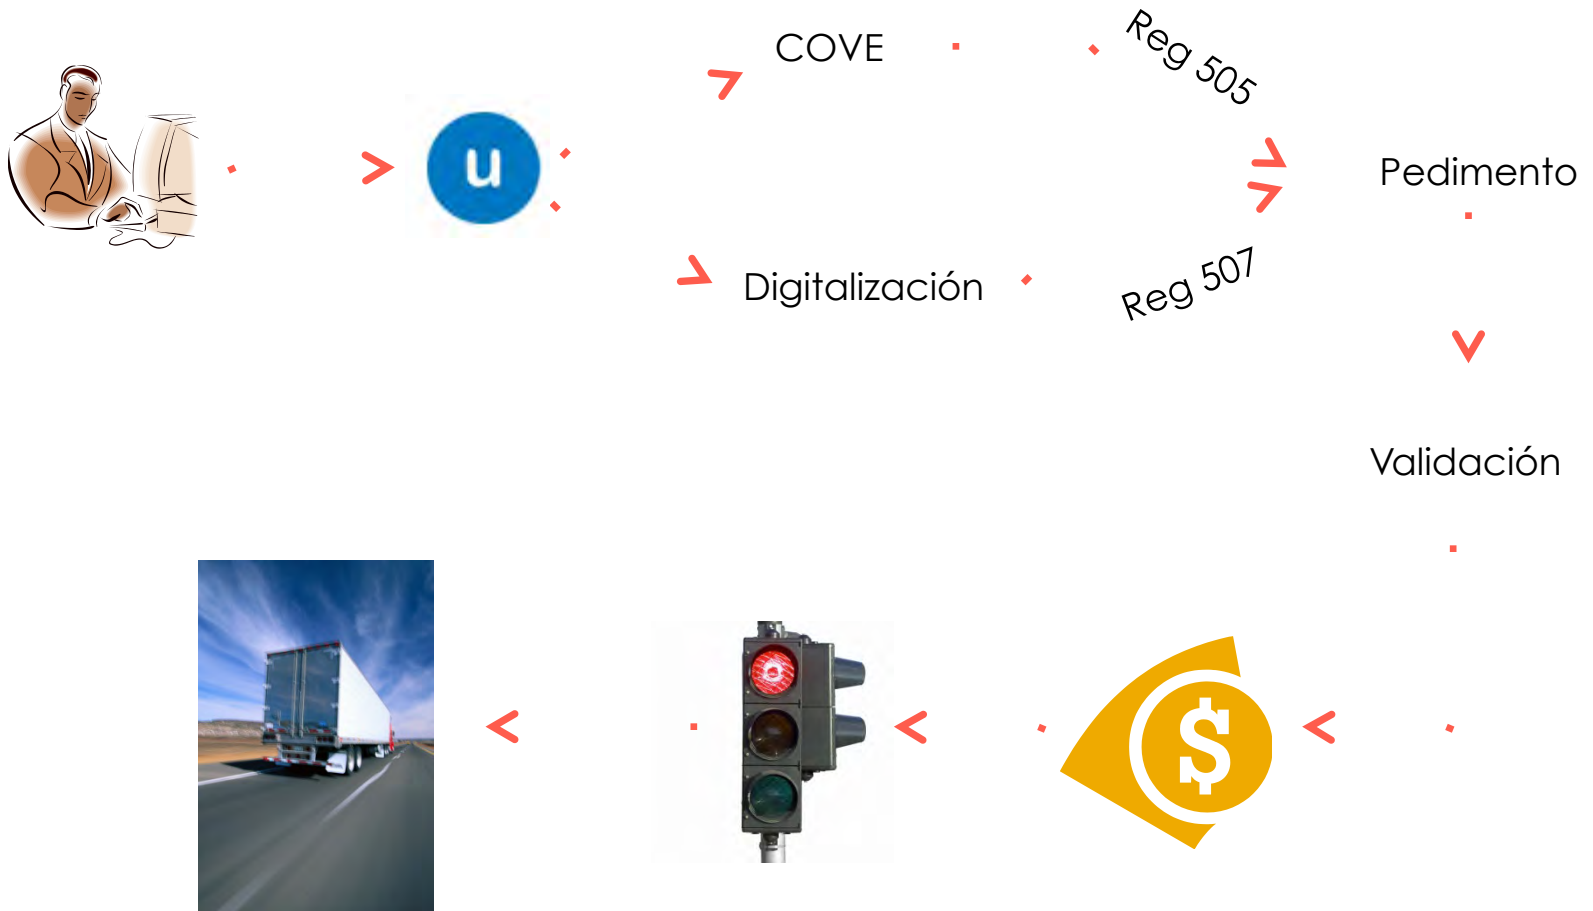 COVE
Reg 505
u
Pedimento
Digitalización
Reg 507
Validación
$